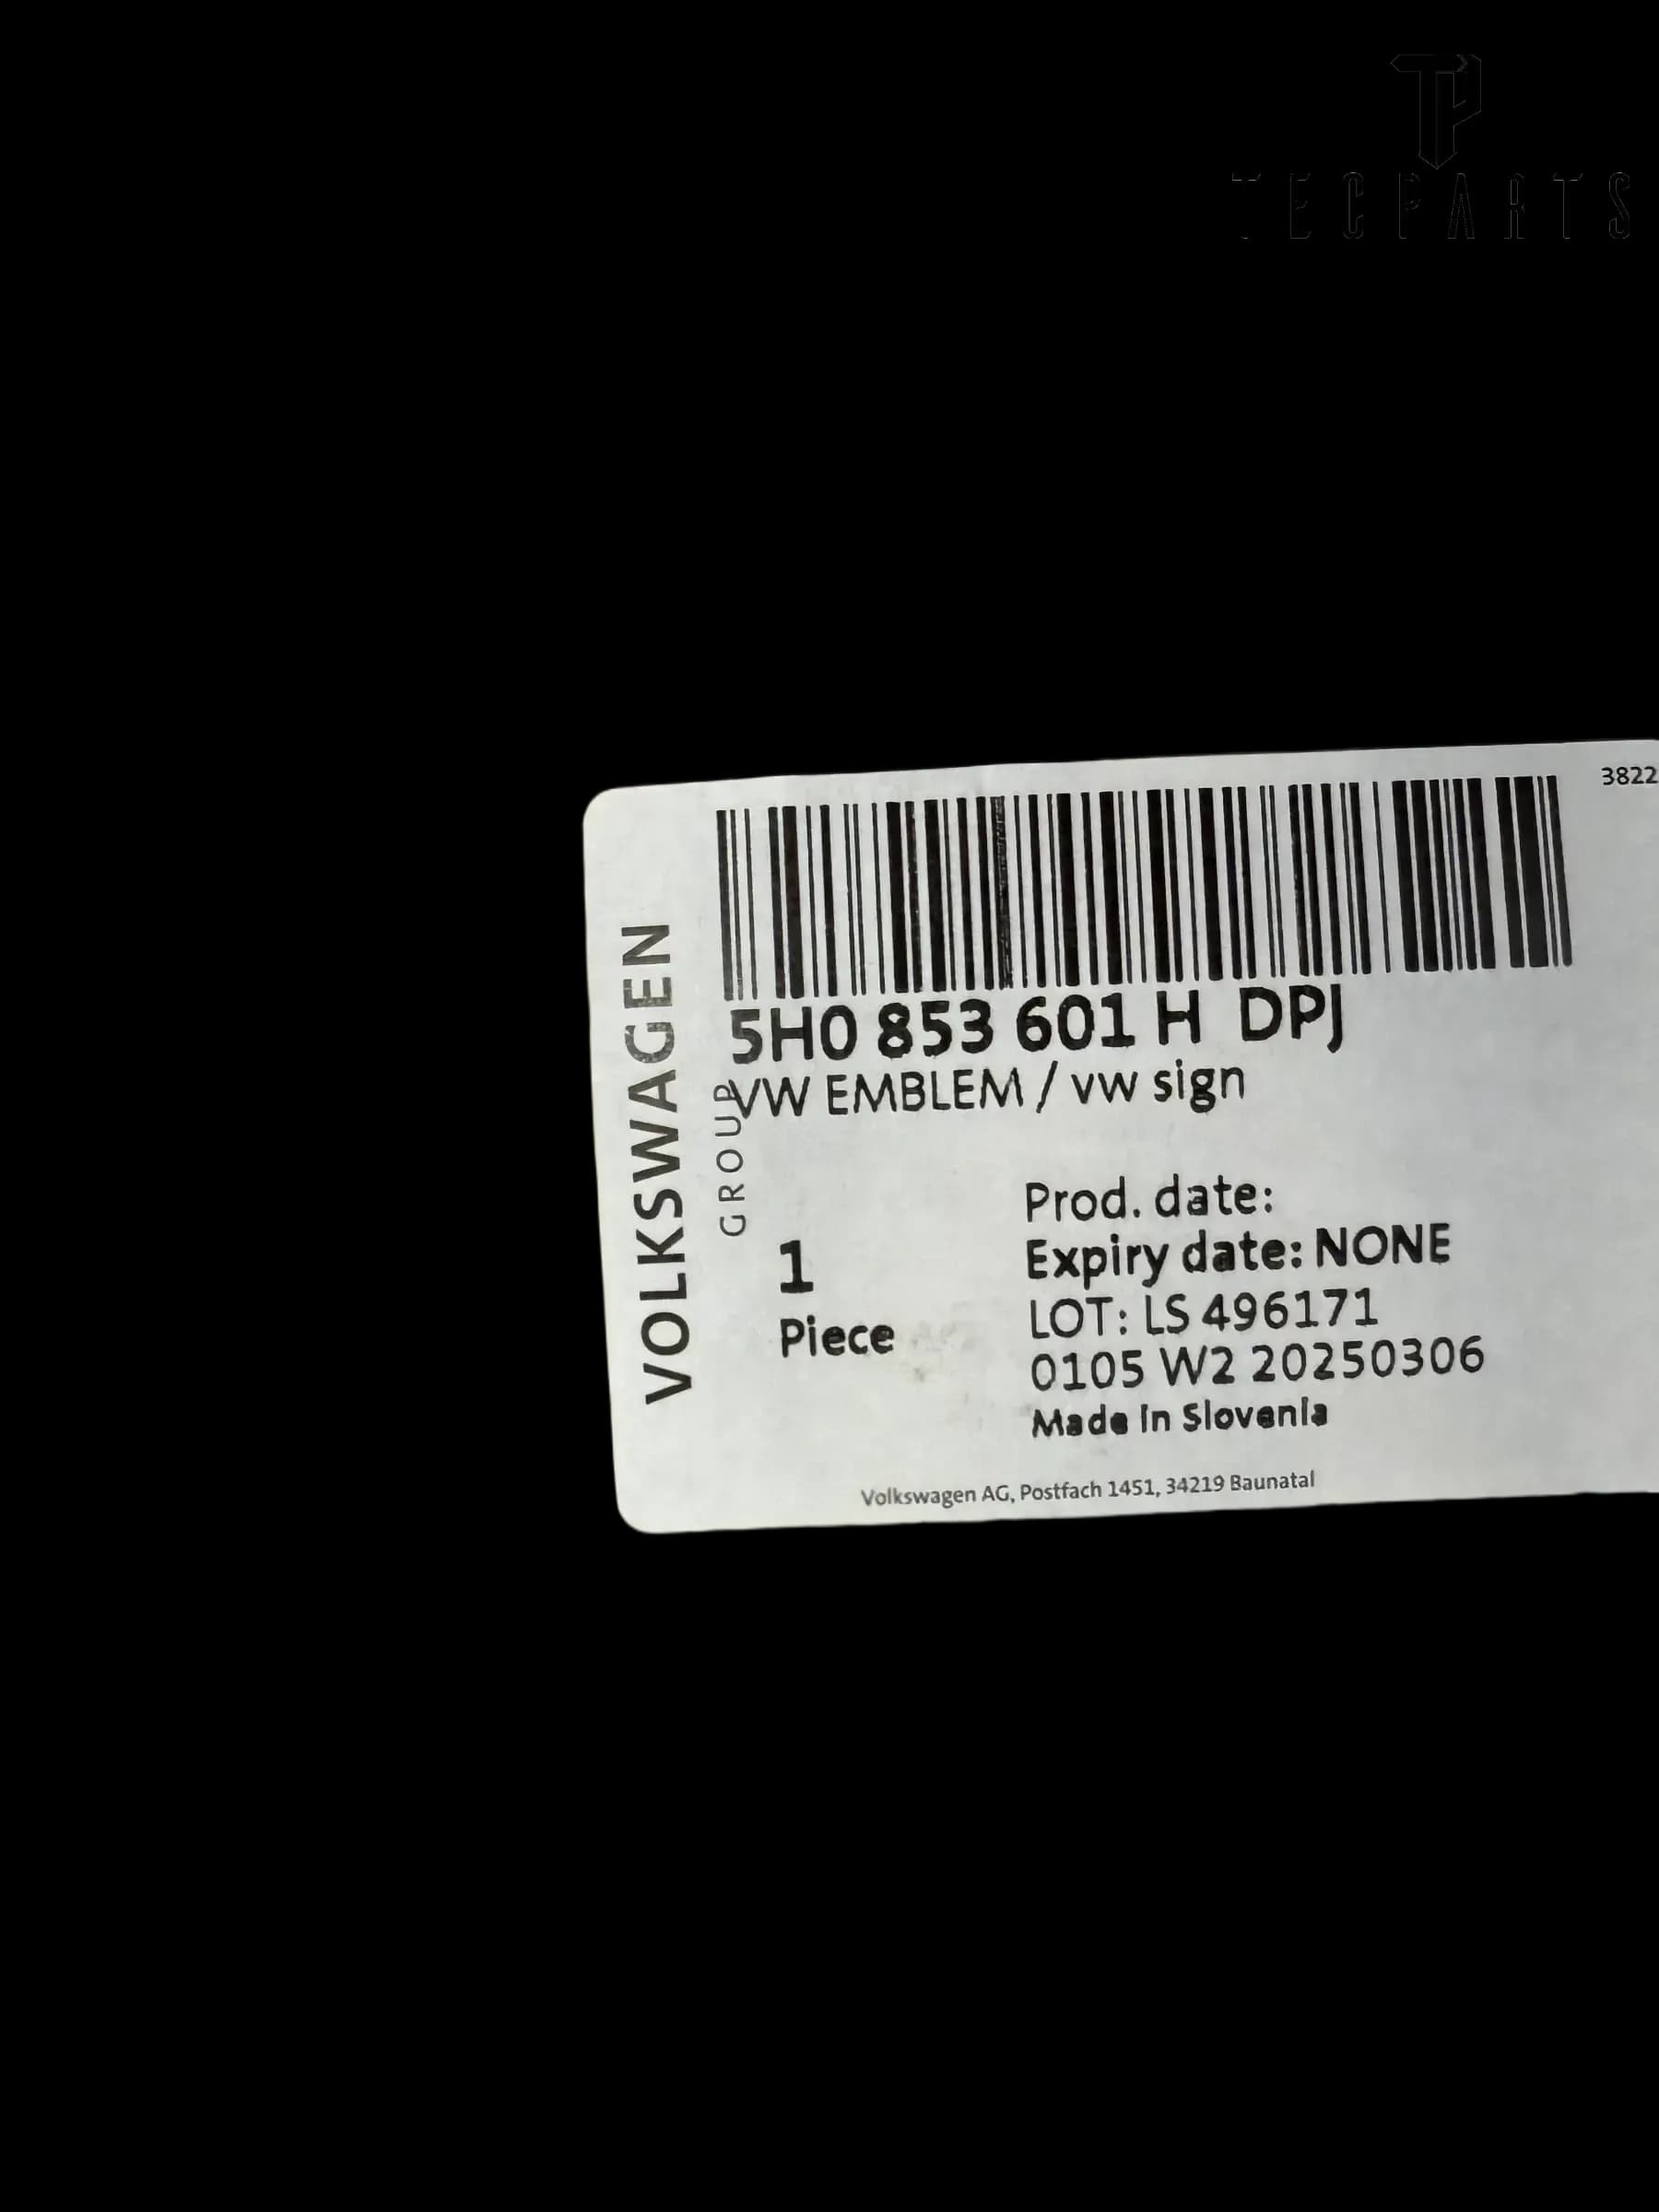 TP
TECPARTS
3822
VOLKSWAGEN
GROUP
5H0 853 601 H DPJ
VW EMBLEM / vw sign
1
Piece
Prod. date:
Expiry date: NONE
LOT: LS 496171
0105 W2 20250306
Made in Slovenia
Volkswagen AG, Postfach 1451, 34219 Baunatal